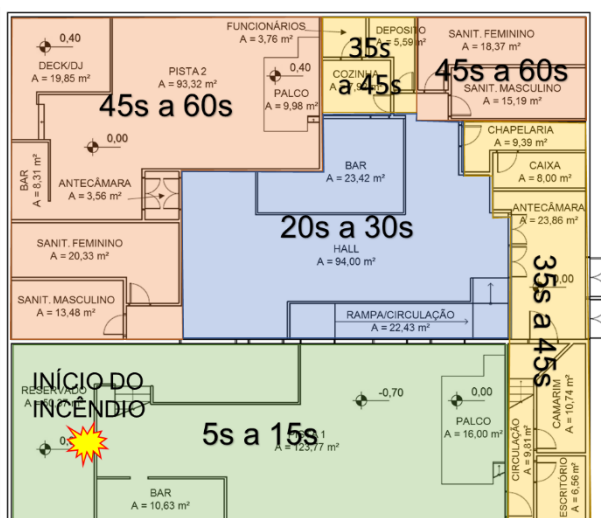 0,40
DECK/DJ
A = 19,85 m²
PISTA 2
A = 93,32 m²
FUNCIONÁRIOS
A = 3,76 m²
0,40
PALCO
A = 9,98 m²
45s a 60s
0,00
BAR
A = 8,31 m²
ANTECÂMARA
A = 3,56 m²
DEPOSITO
A = 5,59 m²
35s
COZINHA
a 45s
SANIT. FEMININO
A = 18,37 m²
45s a 60s
SANIT. MASCULINO
A = 15,19 m²
CHAPELARIA
A = 9,39 m²
CAIXA
A = 8,00 m²
ANTECÂMARA
A = 23,86 m²
BAR
A = 23,42 m²
20s a 30s
HALL
A = 94,00 m²
SANIT. FEMININO
A = 20,33 m²
SANIT. MASCULINO
A = 13,48 m²
RAMPA/CIRCULAÇÃO
A = 22,43 m²
35s a 45s
0,00
RESERVADO
INÍCIO DO
INCÊNDIO
-0,70
0,00
5s a 15s
A = 123,77 m²
PALCO
A = 16,00 m²
BAR
A = 10,63 m²
CIRCULAÇÃO
A = 9,81 m²
CAMARIM
A = 10,74 m²
ESCRITÓRIO
A = 6,56 m²